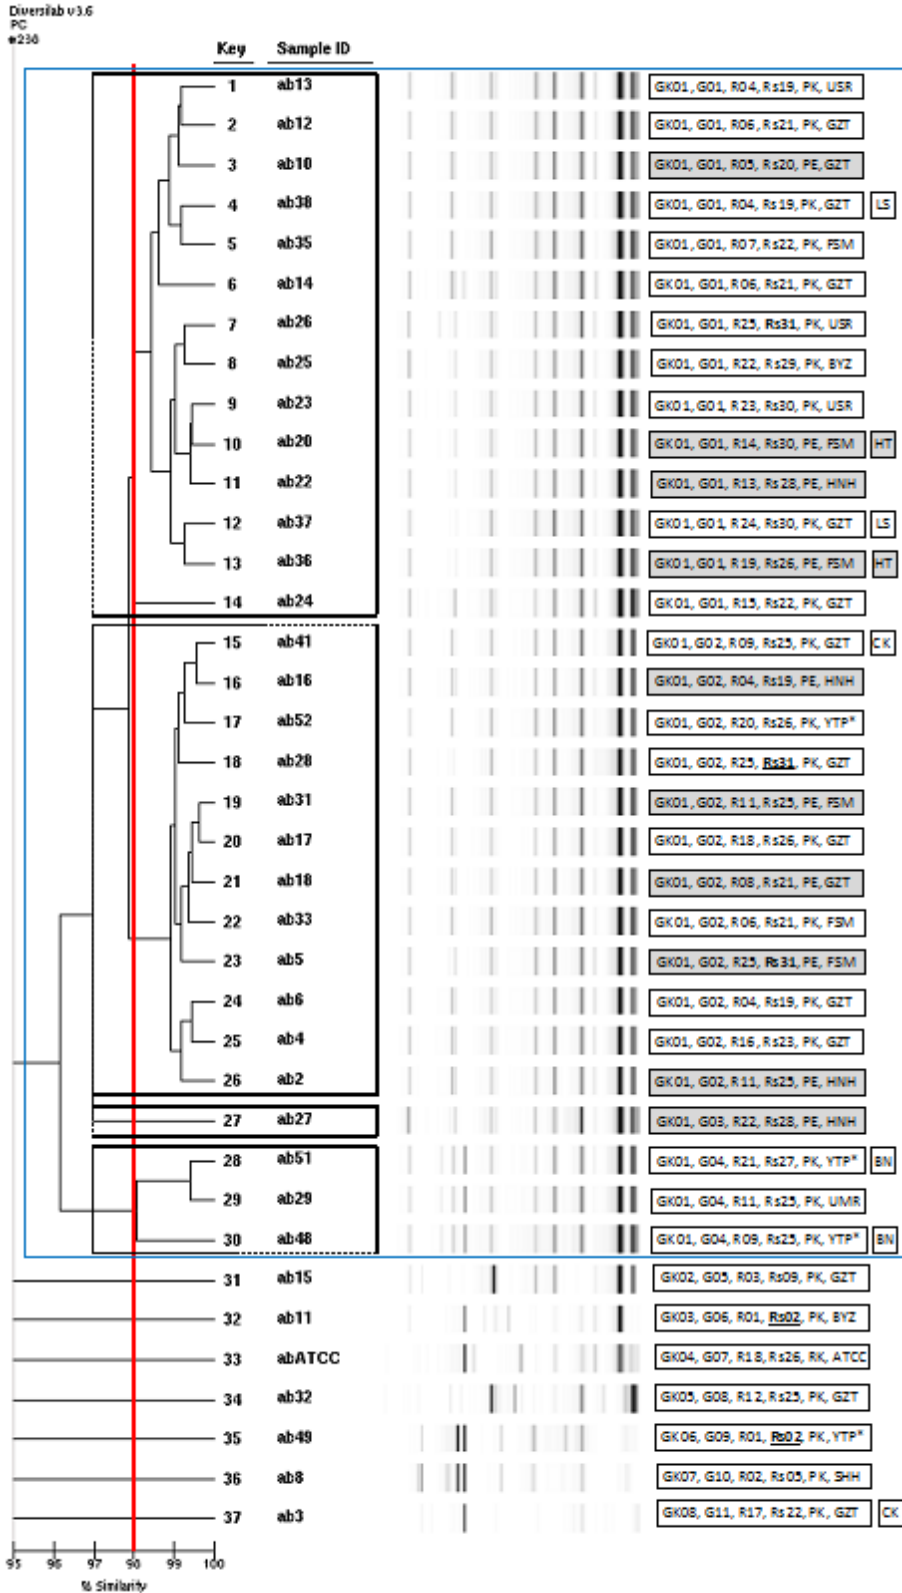 Diversilab v3.6
PC
#238
Key Sample ID
1 ab13 GK01, G01, R04, Rs19, PK, USR
2 ab12 GK01, G01, R06, Rs21, PK, GZT
3 ab10 GK01, G01, R05, Rs20, PE,GZT
4 ab38 GK01, G01, R04, Rs19, PK,GZT LS
5 ab35 GK01, G01, R07, Rs22, PK, FSM
6 ab14 GK01, G01, R06, Rs21, PK, GZT
7 ab26 GK01, G01, R25, Rs31, PK, USR
8 ab25 GK01, G01, R22, Rs29, PK, BYZ
9 ab23 GK01, G01, R23, Rs30, PK, USR
10 ab20 GK01, G01, R14, Rs30, PE, FSM HT
11 ab22 GK01, G01, R13, Rs28, PE, HNH
12 ab37 GK01, G01, R24, Rs30, PK, GZT LS
13 ab36 GK01, G01, R19, Rs26, PE, FSM HT
14 ab24 GK01, G01, R15, Rs22, PK, GZT
15 ab41 GK01, G02, R09, Rs25, PK, GZT CK
16 ab16 GK01, G02, R04, Rs19, PE, HNH
17 ab52 GK01, G02, R20, Rs26, PK, YTP*
18 ab28 GK01, G02, R25, Rs31, PK, GZT
19 ab31 GK01, G02, R11, Rs25, PE, FSM
20 ab17 GK01, G02, R18, Rs26, PK, GZT
21 ab18 GK01, G02, R08, Rs21, PE,GZT
22 ab33 GK01, G02, R06, Rs21, PK, FSM
23 ab5 GK01, G02, R25, Rs31, PE, FSM
24 ab6 GK01, G02, R04, Rs19, PK, GZT
25 ab4 GK01, G02, R16, Rs23, PK, GZT
26 ab2 GK01, G02, R11, Rs25, PE, HNH
27 ab27 GK01, G03, R22, Rs28, PE, HNH
28 ab51 GK01, G04, R21, Rs27, PK, YTP* BN
29 ab29 GK01, G04, R11, Rs25, PK, UMR
30 ab48 GK01, G04, R09, Rs25, PK, YTP* BN
31 ab15 GK02, G05, R03, Rs09, PK, GZT
32 ab11 GK03, G06, R01, Rs02, PK, BYZ
33 abATCC GK04, G07, R18, Rs26, RK, ATCC
34 ab32 GK05, G08, R12, Rs25, PK, GZT
35 ab49 GK06, G09, R01, Rs02, PK, YTP*
36 ab8 GK07, G10, R02, Rs05, PK, SHH
37 ab3 GK08, G11, R17, Rs22, PK, GZT CK
95 96 97 98 99 100
% Similarity